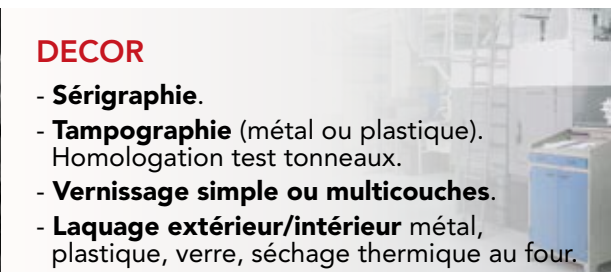 DECOR
- Sérigraphie.
- Tampographie (métal ou plastique).
Homologation test tonneaux.
- Vernissage simple ou multicouches.
- Laquage extérieur/intérieur métal,
plastique, verre, séchage thermique au four.